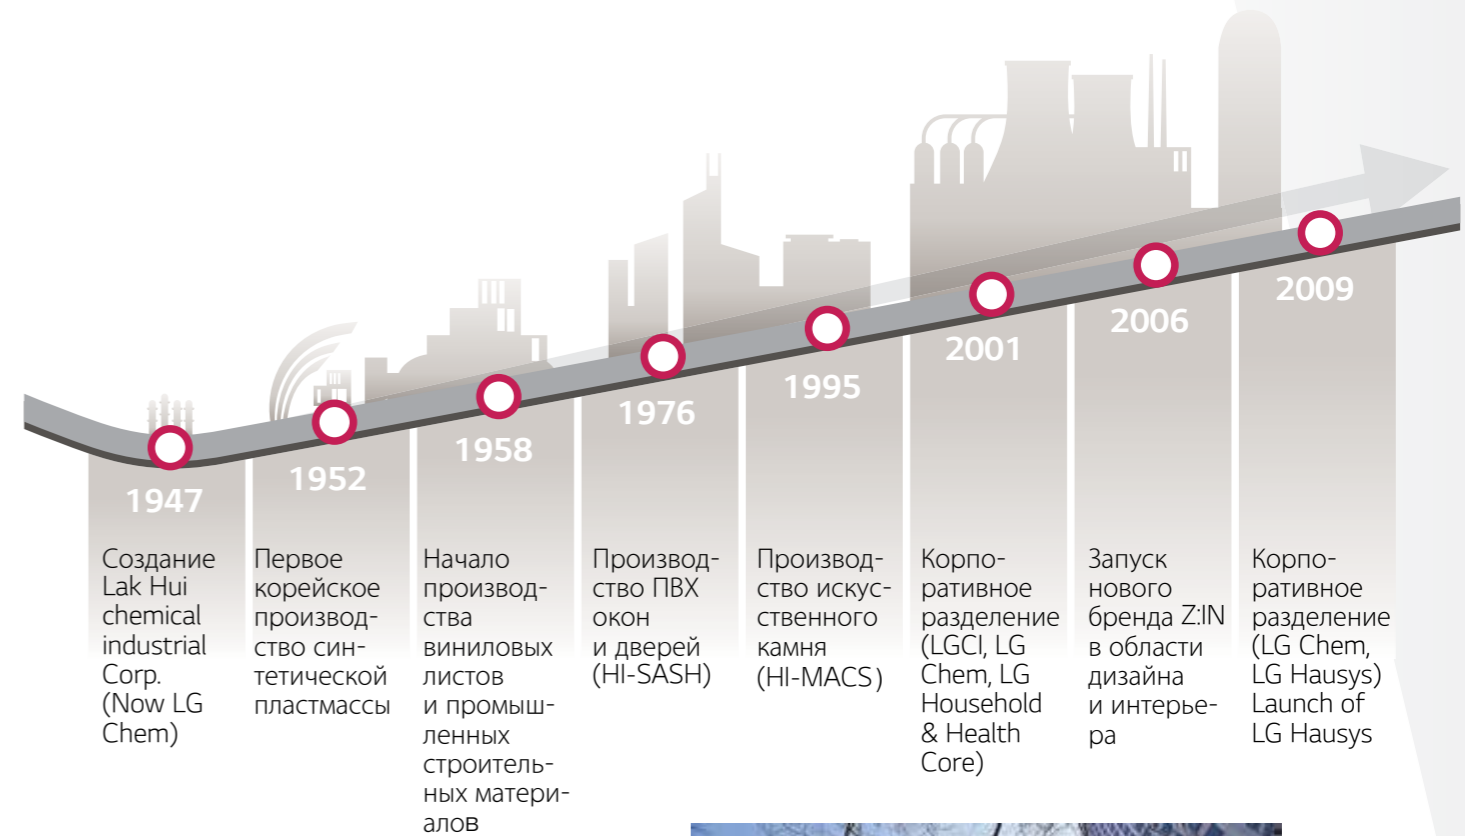 1947
Создание
Lak Hui
chemical
industrial
Corp.
(Now LG
Chem)
1952
Первое
корейское
производ-
ство син-
тетической
пластмассы
1958
Начало
производ-
ства
виниловых
листов
и промыш-
ленных
строитель-
ных матери-
алов
1976
Производ-
ство ПВХ
окон
и дверей
(HI-SASH)
1995
Производ-
ство искус-
ственного
камня
(HI-MACS)
2001
Корпо-
ративное
разделение
(LGCI, LG
Chem, LG
Household
& Health
Core)
2006
Запуск
нового
бренда Z:IN
в области
дизайна
и интерье-
ра
2009
Корпо-
ративное
разделение
(LG Chem,
LG Hausys)
Launch of
LG Hausys